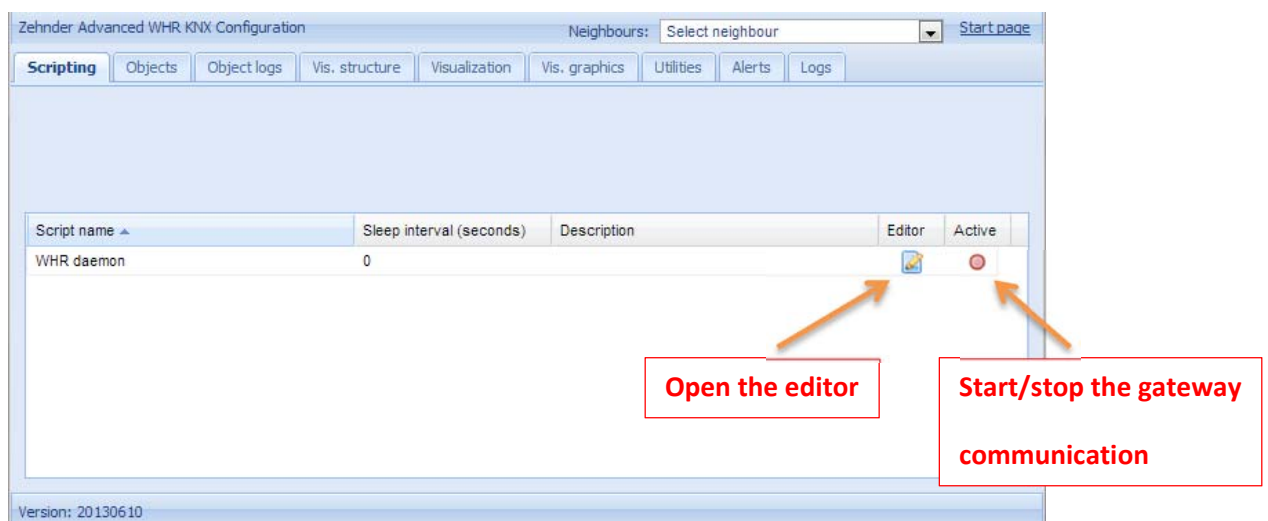 Zehnder Advanced WHR KNX Configuration Neighbours: Select neighbour Start page
Scripting Objects Object logs Vis. structure Visualization Vis. graphics Utilities Alerts Logs
Script name Sleep interval (seconds) Description Editor Active
WHR daemon 0
Open the editor
Start/stop the gateway
communication
Version: 20130610